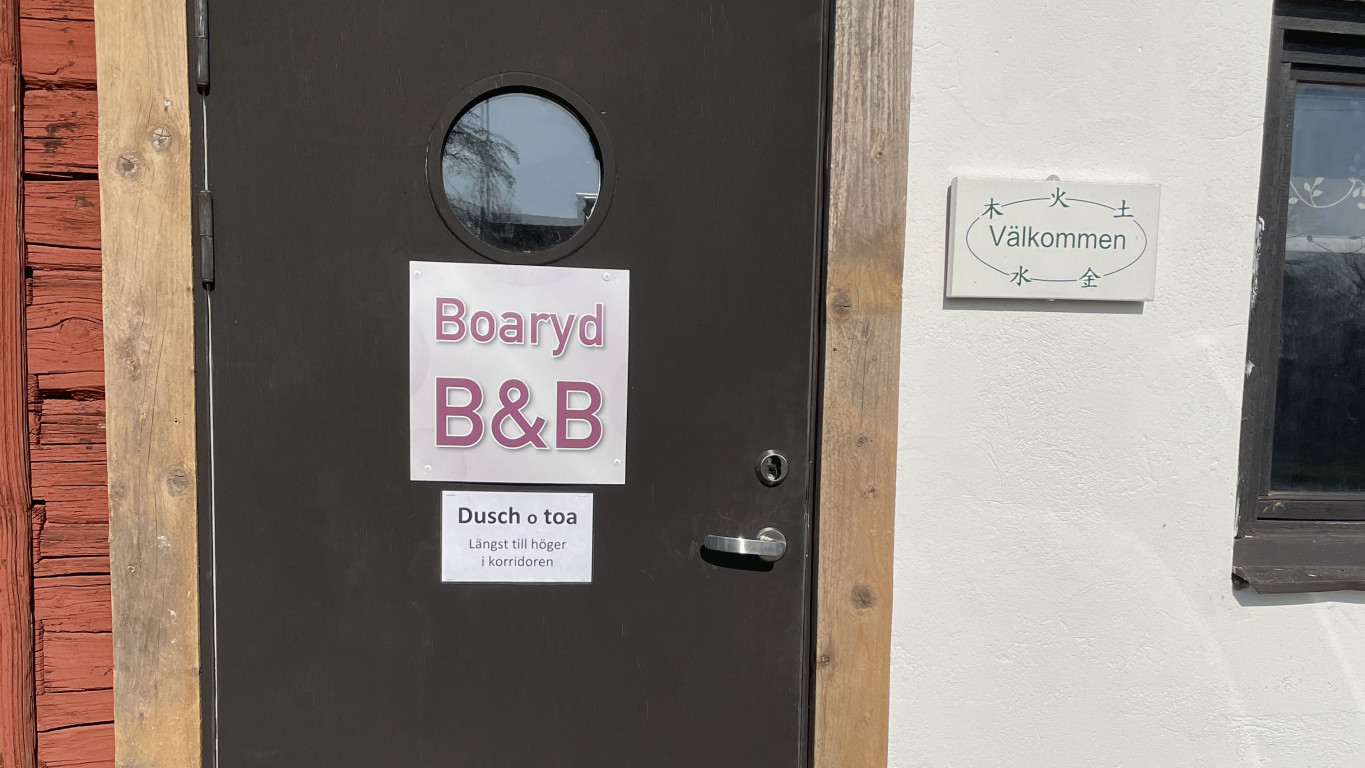 Boaryd
B&B
Dusch o toa
Längst till höger
i korridoren
木 火 土
Välkommen
水 金